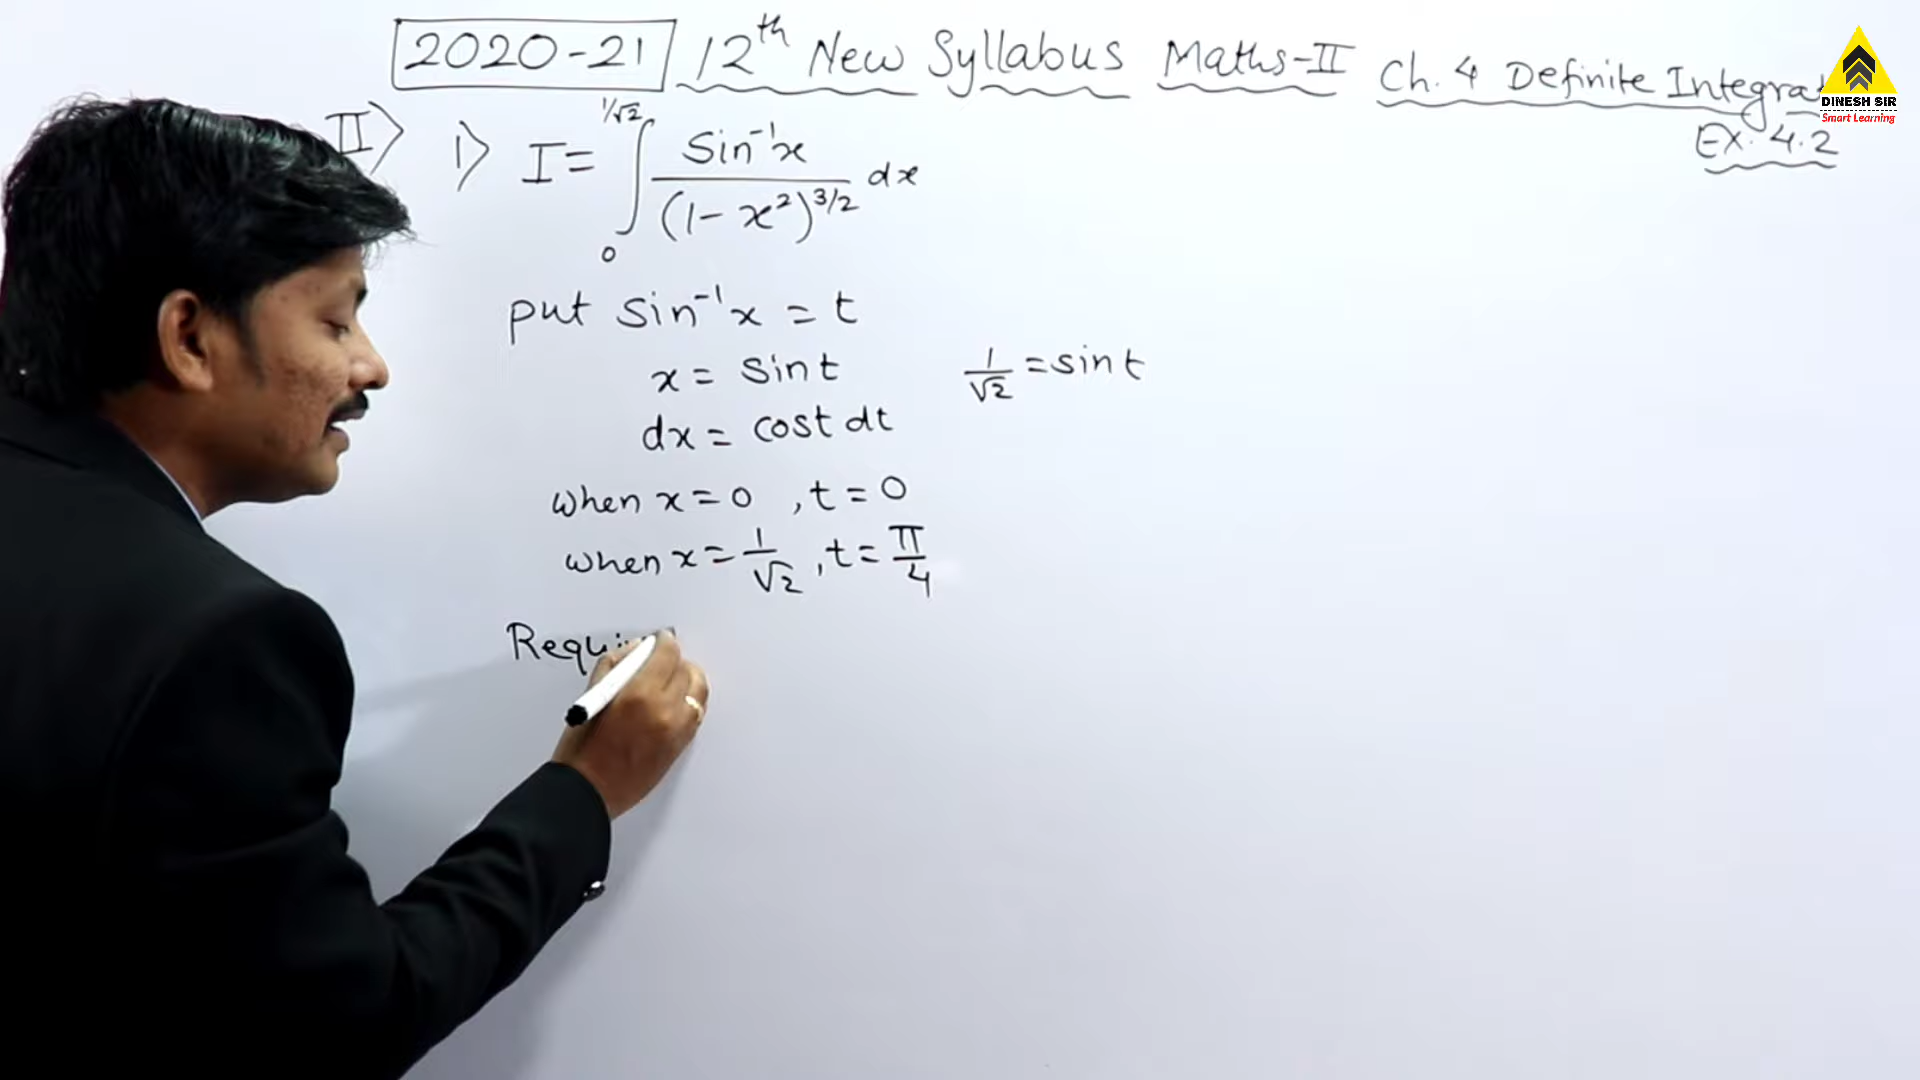 2020-21 12th New Syllabus Maths-II Ch. 4 Definite Integra
DINESH SIR
Smart Learning
Ex. 4.2
II> 1> I = ∫₀^{1/√2} Sin⁻¹x / (1 - x²)^{3/2} dx
put Sin⁻¹x = t
x = Sin t
1/√2 = sin t
dx = cost dt
when x = 0 , t = 0
when x = 1/√2 , t = π/4